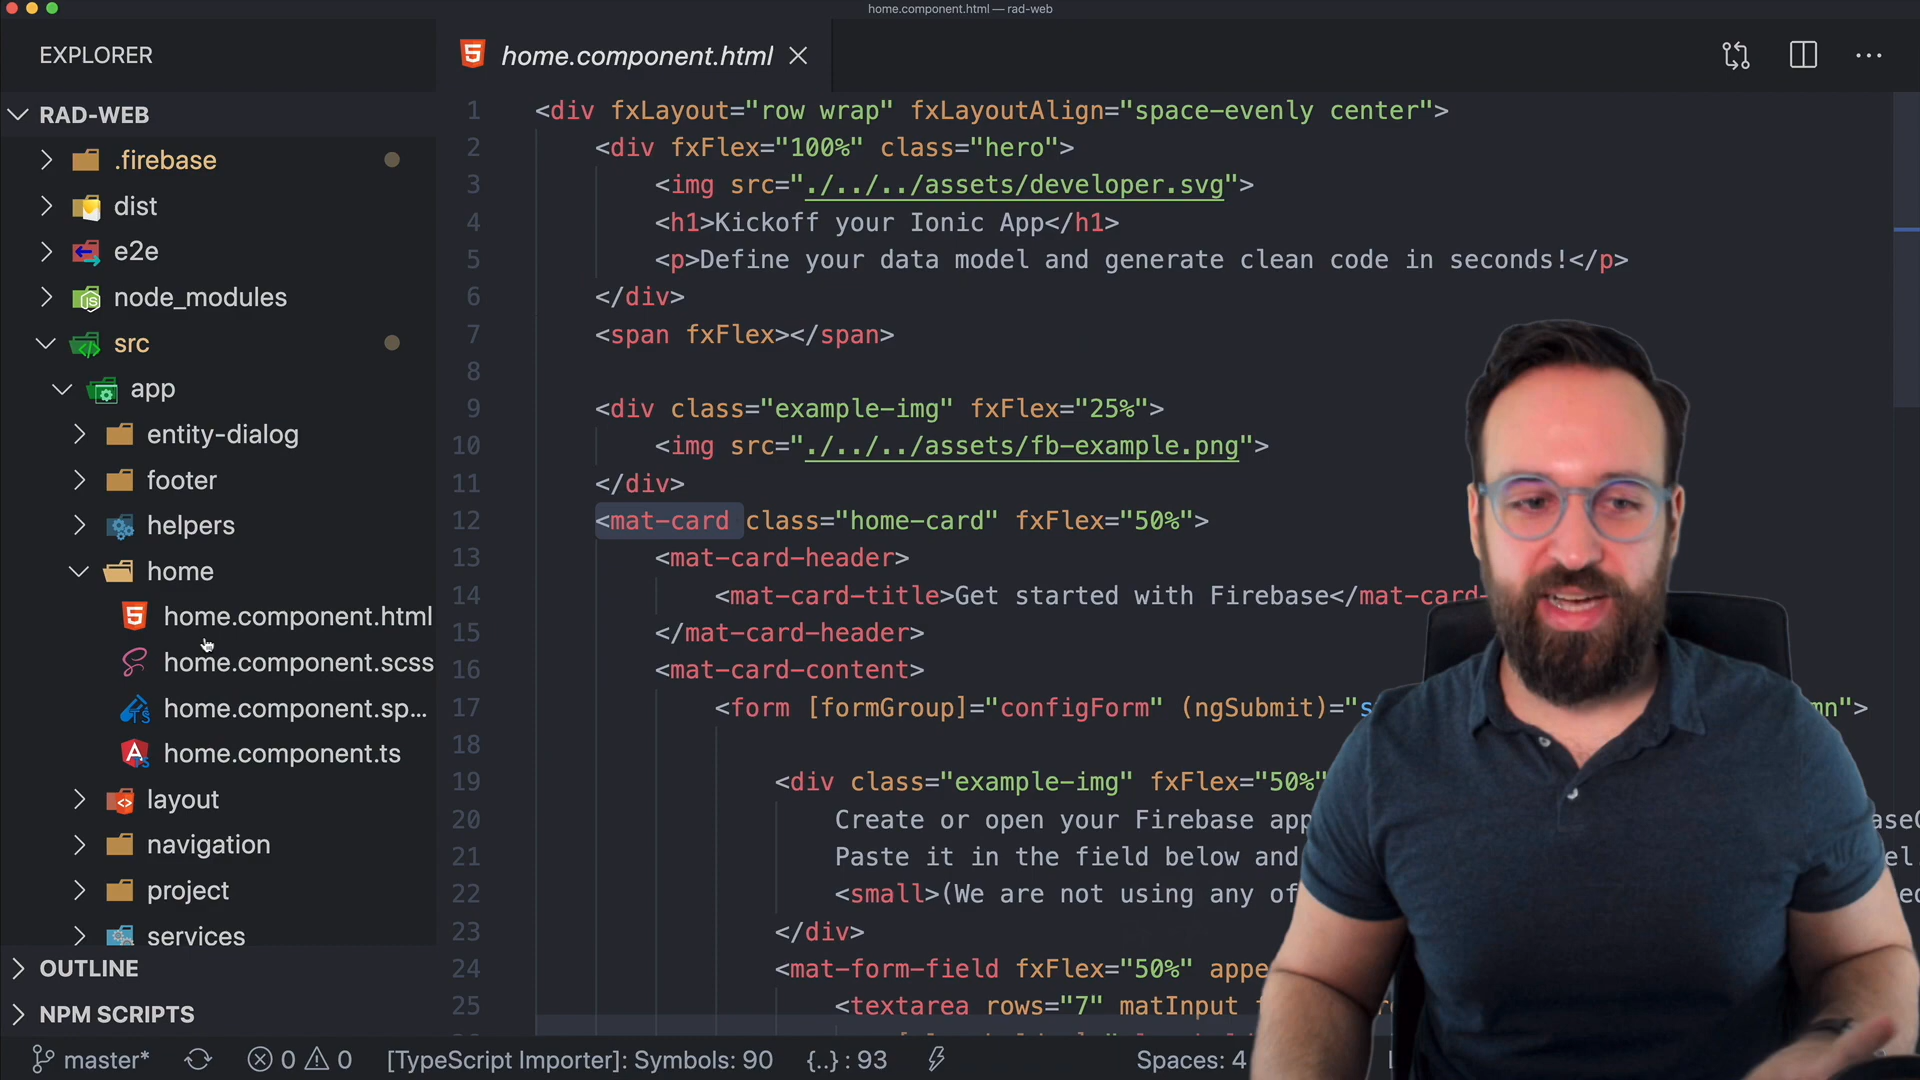 home.component.html — rad-web
EXPLORER
home.component.html
RAD-WEB
.firebase
dist
e2e
node_modules
src
app
entity-dialog
footer
helpers
home
home.component.html
home.component.scss
home.component.sp...
home.component.ts
layout
navigation
project
services
OUTLINE
NPM SCRIPTS
1 <div fxLayout="row wrap" fxLayoutAlign="space-evenly center">
2 <div fxFlex="100%" class="hero">
3 <img src="./../../assets/developer.svg">
4 <h1>Kickoff your Ionic App</h1>
5 <p>Define your data model and generate clean code in seconds!</p>
6 </div>
7 <span fxFlex></span>
8
9 <div class="example-img" fxFlex="25%">
10 <img src="./../../assets/fb-example.png">
11 </div>
12 <mat-card class="home-card" fxFlex="50%">
13 <mat-card-header>
14 <mat-card-title>Get started with Firebase</mat-card-
15 </mat-card-header>
16 <mat-card-content>
17 <form [formGroup]="configForm" (ngSubmit)="s mn">
18
19 <div class="example-img" fxFlex="50%"
20 Create or open your Firebase app
21 Paste it in the field below and
22 <small>(We are not using any of
23 </div>
24 <mat-form-field fxFlex="50%" appe
25 <textarea rows="7" matInput
master* 0 0 [TypeScript Importer]: Symbols: 90 {..} : 93 Spaces: 4